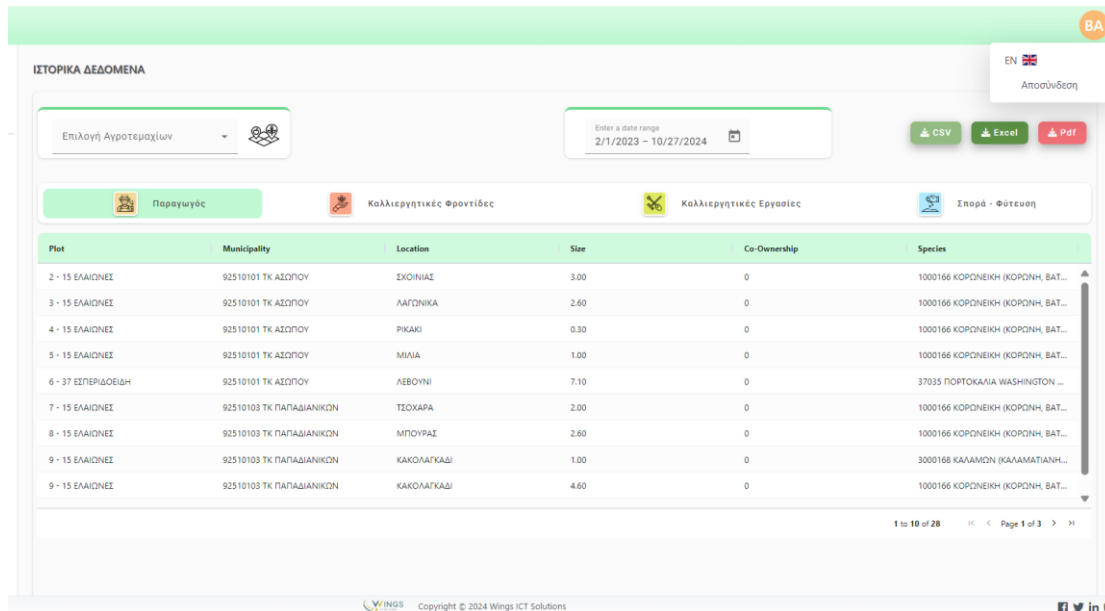 BA
EN
Αποσύνδεση
ΙΣΤΟΡΙΚΑ ΔΕΔΟΜΕΝΑ
Επιλογή Αγροτεμαχίων
Enter a date range
2/1/2023 – 10/27/2024
CSV Excel Pdf
Παραγωγός Καλλιεργητικές Φροντίδες Καλλιεργητικές Εργασίες Σπορά - Φύτευση
Plot Municipality Location Size Co-Ownership Species
2 - 15 ΕΛΑΙΩΝΕΣ 92510101 ΤΚ ΑΣΩΠΟΥ ΣΧΟΙΝΙΑΣ 3.00 0 1000166 ΚΟΡΩΝΕΙΚΗ (ΚΟΡΩΝΗ, ΒΑΤ...
3 - 15 ΕΛΑΙΩΝΕΣ 92510101 ΤΚ ΑΣΩΠΟΥ ΛΑΓΩΝΙΚΑ 2.60 0 1000166 ΚΟΡΩΝΕΙΚΗ (ΚΟΡΩΝΗ, ΒΑΤ...
4 - 15 ΕΛΑΙΩΝΕΣ 92510101 ΤΚ ΑΣΩΠΟΥ ΡΙΚΑΚΙ 0.30 0 1000166 ΚΟΡΩΝΕΙΚΗ (ΚΟΡΩΝΗ, ΒΑΤ...
5 - 15 ΕΛΑΙΩΝΕΣ 92510101 ΤΚ ΑΣΩΠΟΥ ΜΙΛΙΑ 1.00 0 1000166 ΚΟΡΩΝΕΙΚΗ (ΚΟΡΩΝΗ, ΒΑΤ...
6 - 37 ΕΣΠΕΡΙΔΟΕΙΔΗ 92510101 ΤΚ ΑΣΩΠΟΥ ΛΕΒΟΥΝΙ 7.10 0 37035 ΠΟΡΤΟΚΑΛΙΑ WASHINGTON ...
7 - 15 ΕΛΑΙΩΝΕΣ 92510103 ΤΚ ΠΑΠΑΔΙΑΝΙΚΩΝ ΤΣΟΧΑΡΑ 2.00 0 1000166 ΚΟΡΩΝΕΙΚΗ (ΚΟΡΩΝΗ, ΒΑΤ...
8 - 15 ΕΛΑΙΩΝΕΣ 92510103 ΤΚ ΠΑΠΑΔΙΑΝΙΚΩΝ ΜΠΟΥΡΑΣ 2.60 0 1000166 ΚΟΡΩΝΕΙΚΗ (ΚΟΡΩΝΗ, ΒΑΤ...
9 - 15 ΕΛΑΙΩΝΕΣ 92510103 ΤΚ ΠΑΠΑΔΙΑΝΙΚΩΝ ΚΑΚΟΛΑΓΚΑΔΙ 1.00 0 3000168 ΚΑΛΑΜΩΝ (ΚΑΛΑΜΑΤΙΑΝΗ...
9 - 15 ΕΛΑΙΩΝΕΣ 92510103 ΤΚ ΠΑΠΑΔΙΑΝΙΚΩΝ ΚΑΚΟΛΑΓΚΑΔΙ 4.60 0 1000166 ΚΟΡΩΝΕΙΚΗ (ΚΟΡΩΝΗ, ΒΑΤ...
1 to 10 of 28 Page 1 of 3
WINGS Copyright © 2024 Wings ICT Solutions